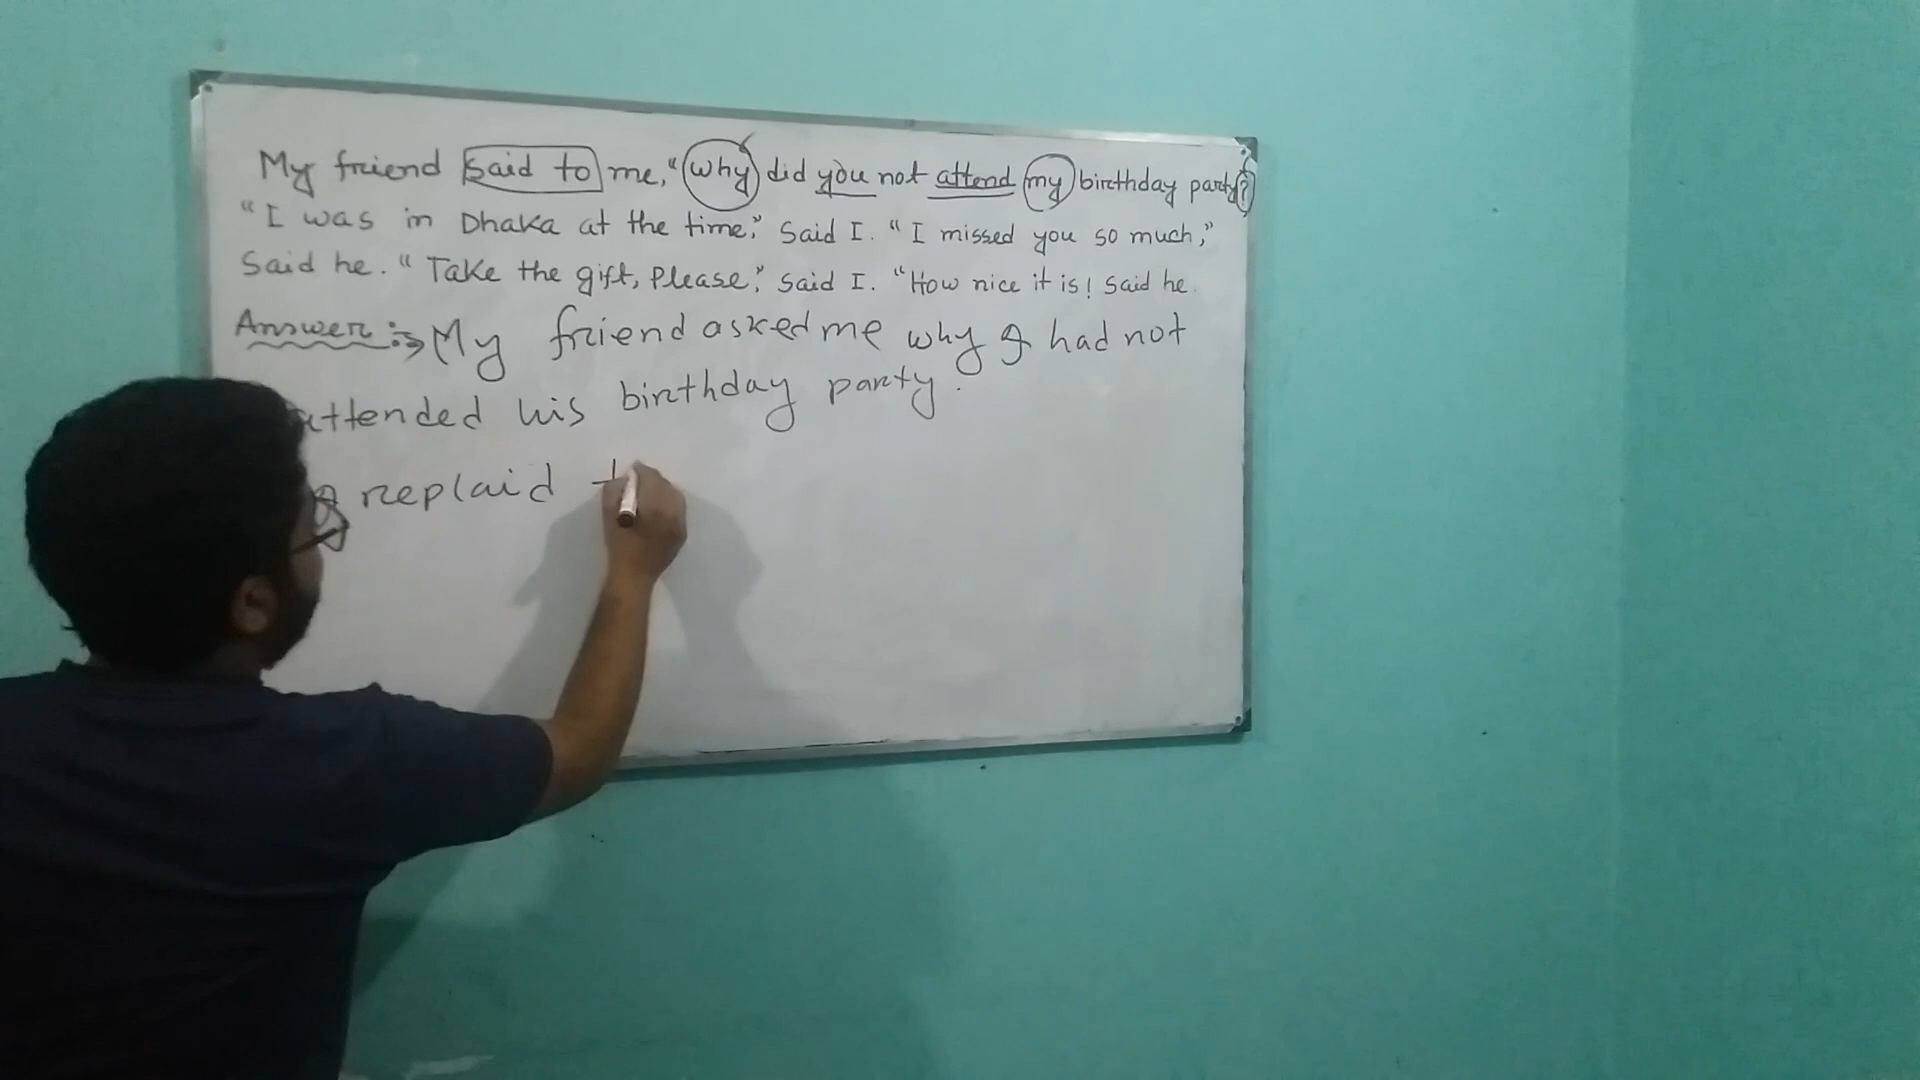 My friend said to me, "why did you not attend my birthday party?
"I was in Dhaka at the time," Said I. "I missed you so much,"
Said he. "Take the gift, Please," Said I. "How nice it is! Said he.
Answer:→ My friend asked me why I had not
attended his birthday party.
I replaid t